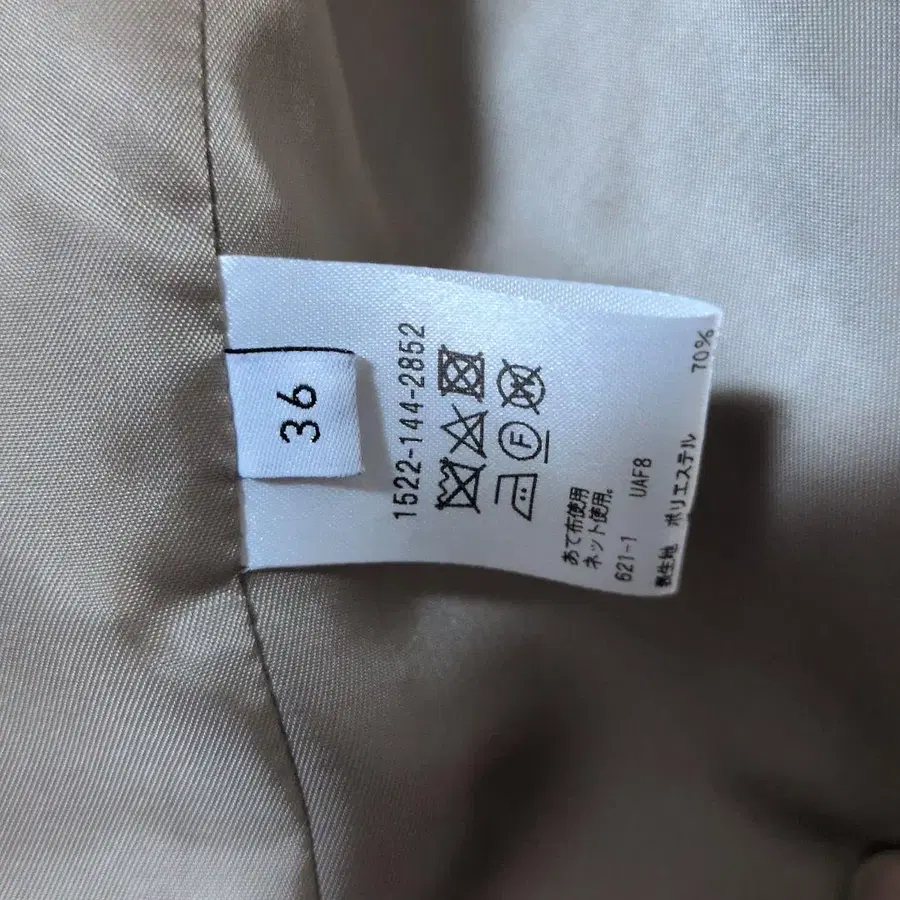 36
1522-144-2852
あて布使用
ネット使用。
621-1 UAF8
表生地 ポリエステル 70%